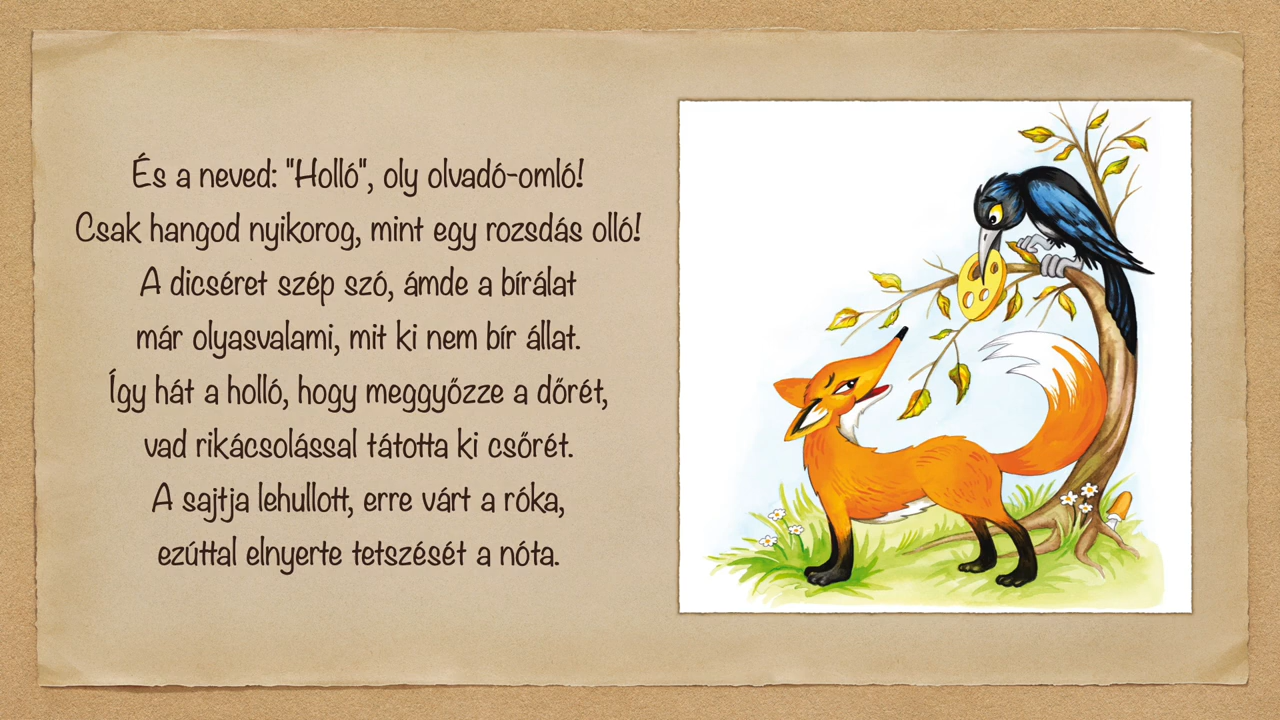 És a neved: "Holló", oly olvadó-omló!
Csak hangod nyikorog, mint egy rozsdás olló!
A dicséret szép szó, ámde a bírálat
már olyasvalami, mit ki nem bír állat.
Így hát a holló, hogy meggyőzze a dőrét,
vad rikácsolással tátotta ki csőrét.
A sajtja lehullott, erre várt a róka,
ezúttal elnyerte tetszését a nóta.